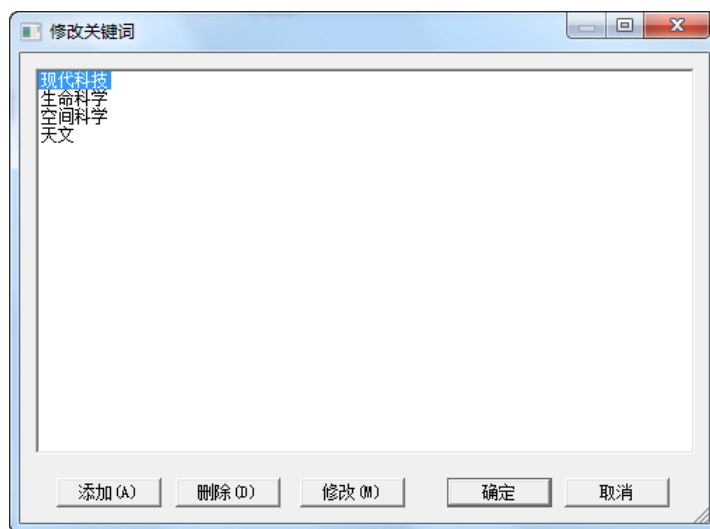 修改关键词
现代科技
生命科学
空间科学
天文
添加(A) 删除(D) 修改(M) 确定 取消